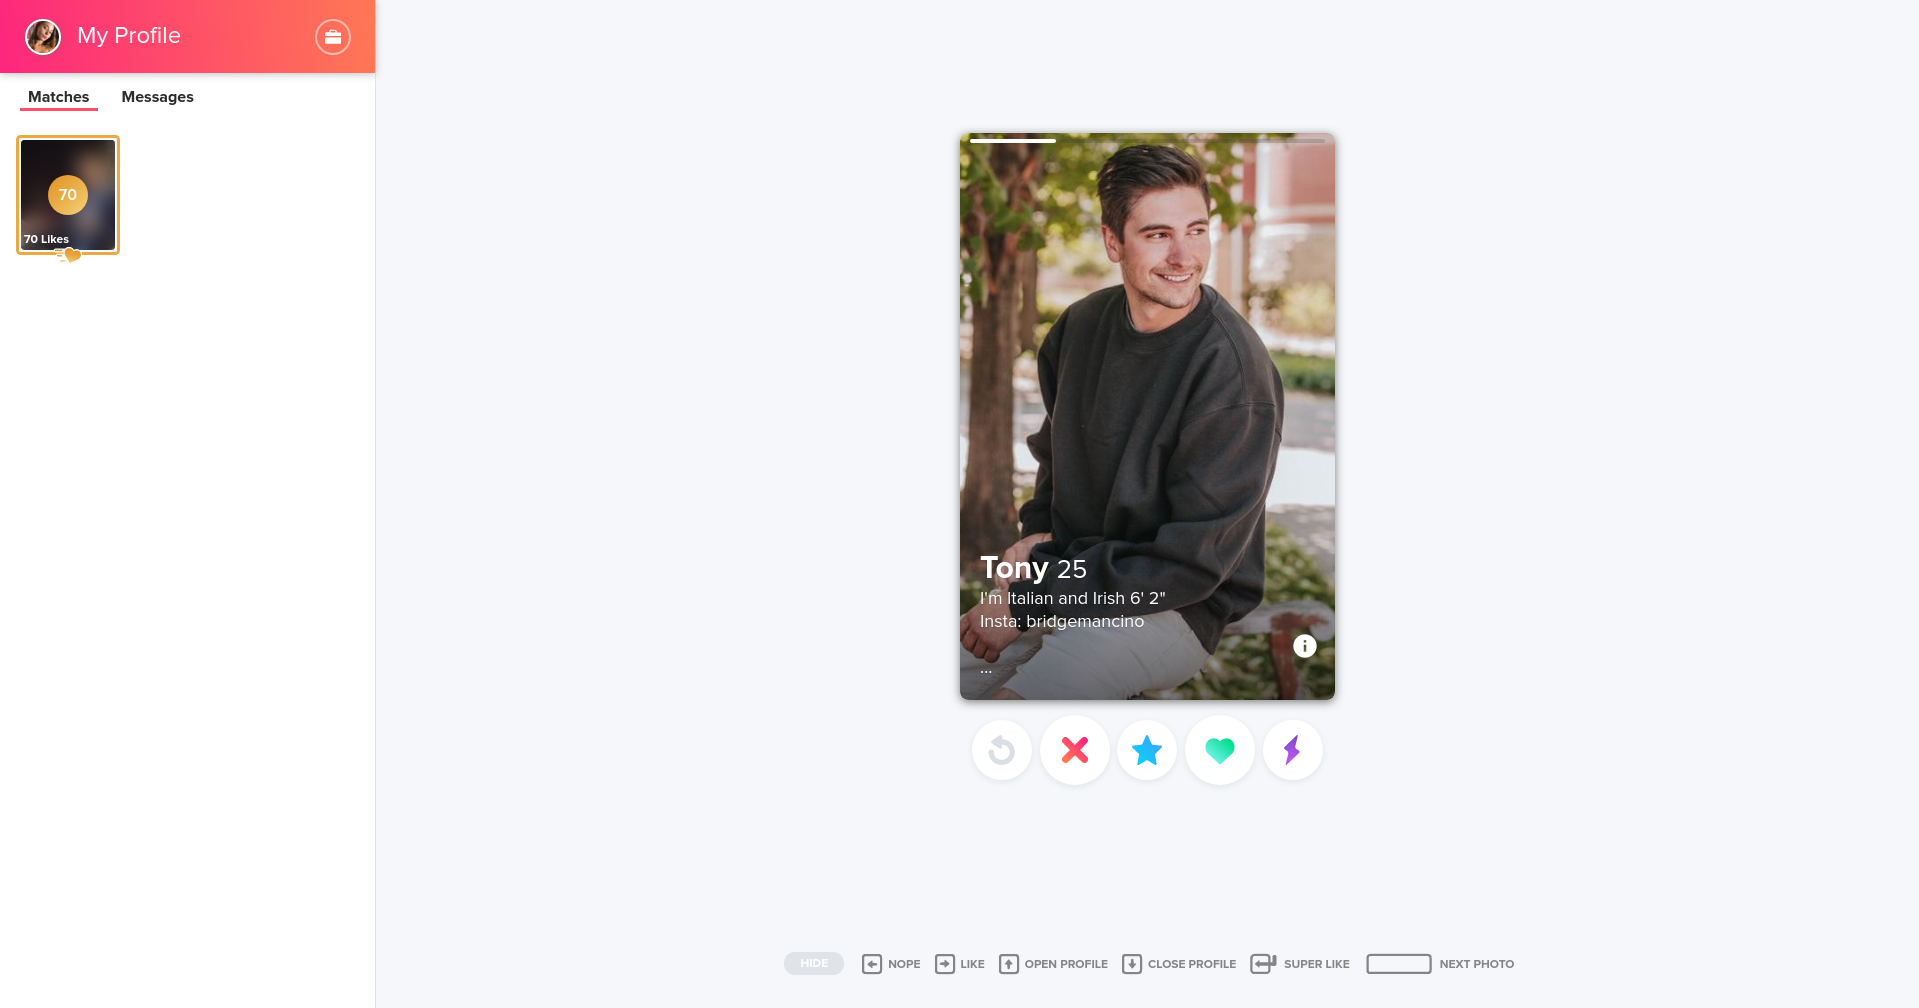 My Profile
Matches Messages
70
70 Likes
Tony 25
I'm Italian and Irish 6' 2"
Insta: bridgemancino
...
HIDE NOPE LIKE OPEN PROFILE CLOSE PROFILE SUPER LIKE NEXT PHOTO